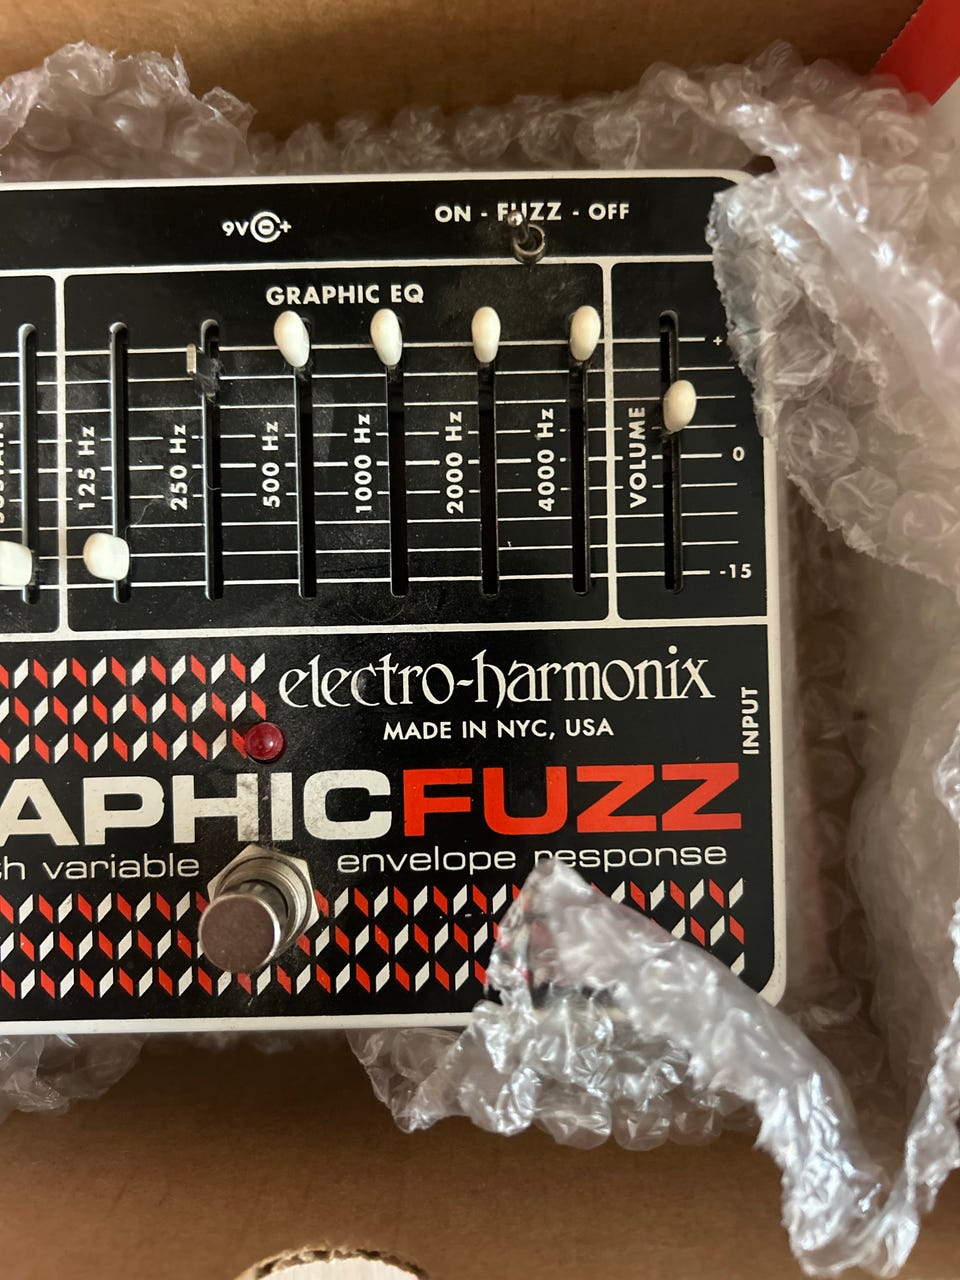 9V +
ON - FUZZ - OFF
GRAPHIC EQ
125 Hz
250 Hz
500 Hz
1000 Hz
2000 Hz
4000 Hz
VOLUME
+
0
-15
electro-harmonix
MADE IN NYC, USA
INPUT
APHICFUZZ
h variable envelope response